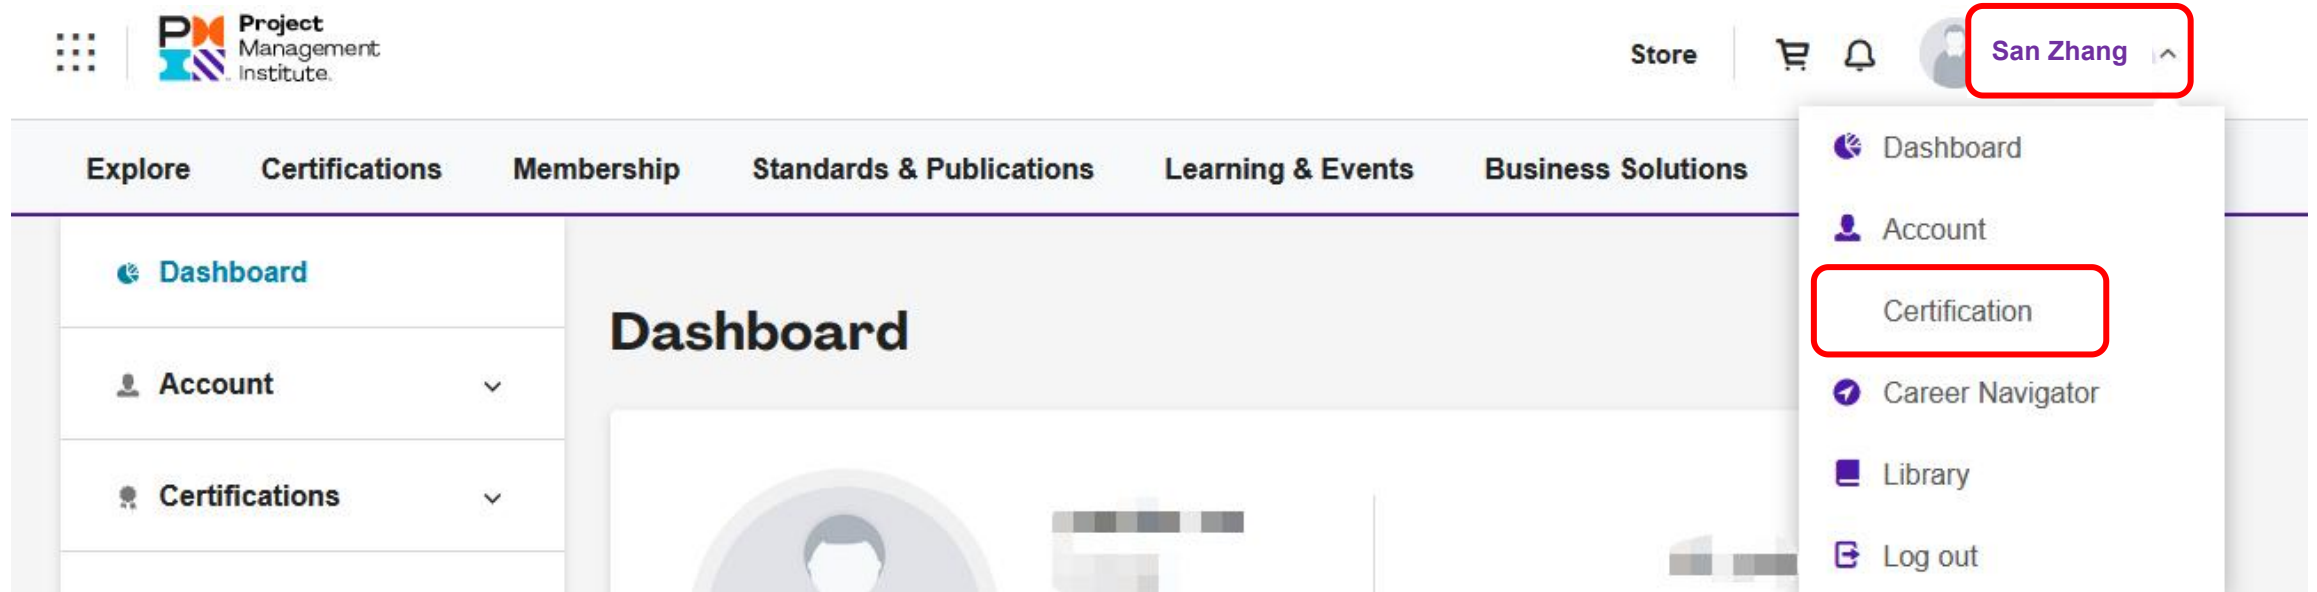 Project
Management
Institute.
Store
San Zhang
Explore Certifications Membership Standards & Publications Learning & Events Business Solutions
Dashboard
Account
Certification
Career Navigator
Library
Log out
Dashboard
Account
Certifications
Dashboard